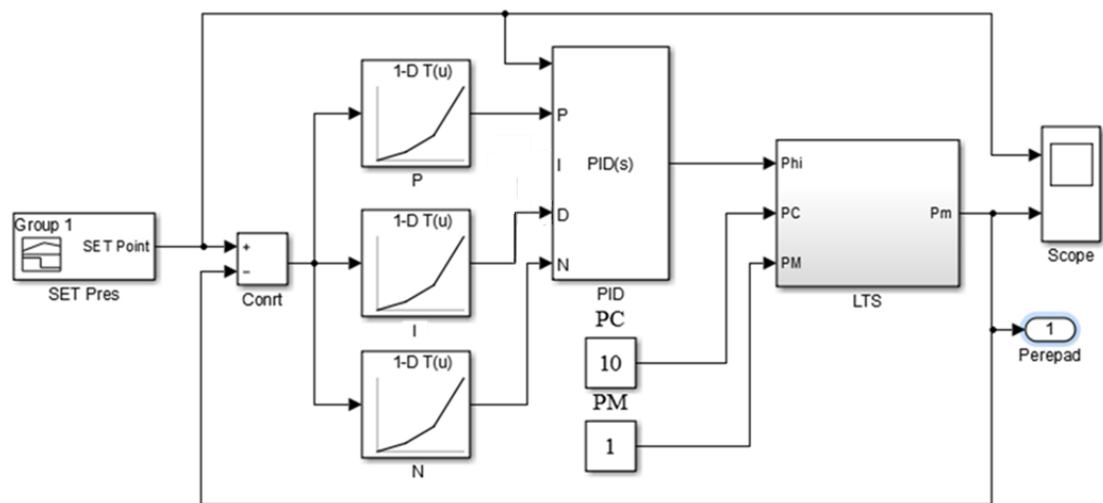 Group 1
SET Point
SET Pres
+
−
Conrt
1-D T(u)
P
1-D T(u)
I
1-D T(u)
N
P
I
D
N
PID(s)
PID
PC
10
PM
1
Phi
PC
PM
Pm
LTS
Scope
1
Perepad